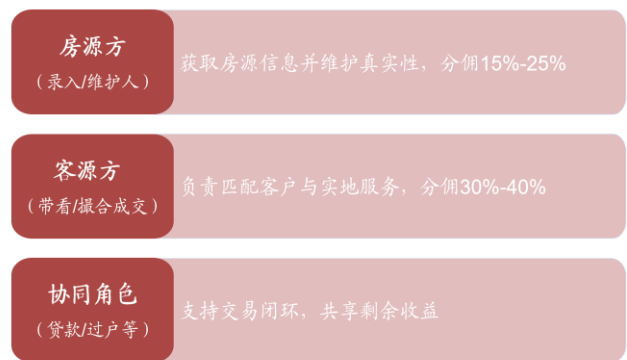 房源方
（录入/维护人）
获取房源信息并维护真实性，分佣15%-25%
客源方
（带看/撮合成交）
负责匹配客户与实地服务，分佣30%-40%
协同角色
（贷款/过户等）
支持交易闭环，共享剩余收益